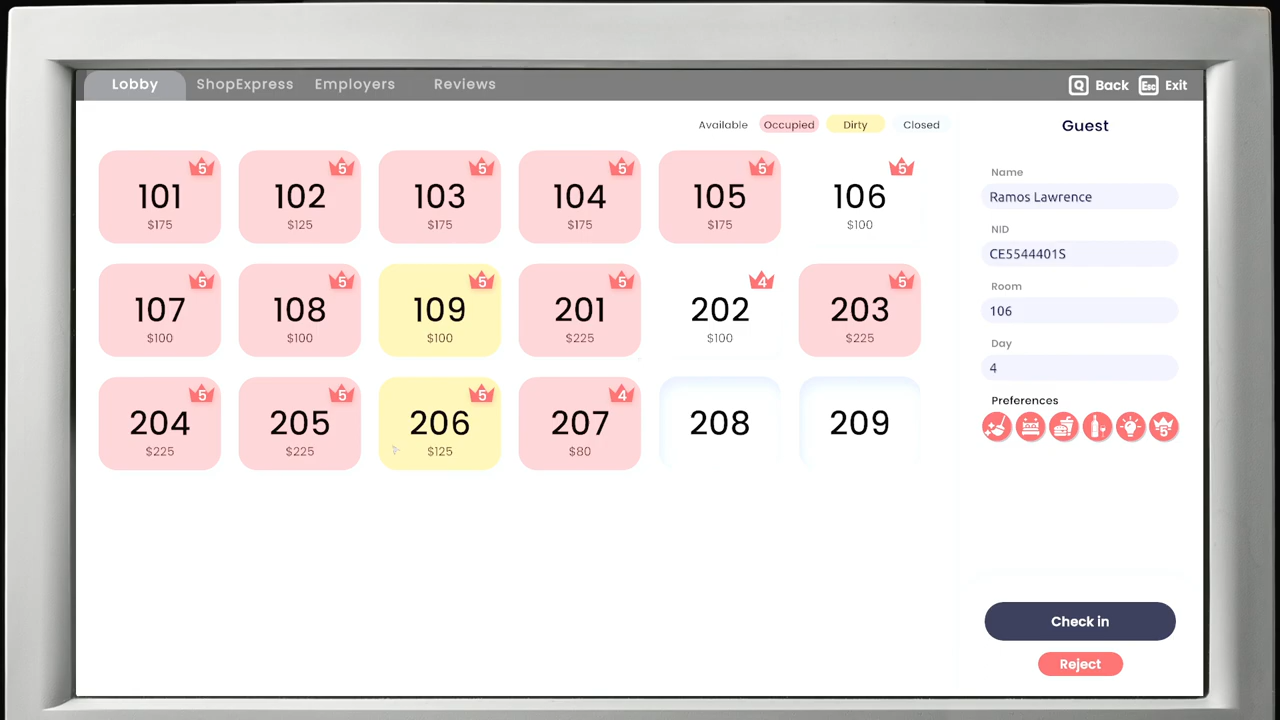 Lobby ShopExpress Employers Reviews Q Back Esc Exit
Available Occupied Dirty Closed
Guest
5 5 5 5 5 5
101 102 103 104 105 106
$175 $125 $175 $175 $175 $100
5 5 5 5 4 5
107 108 109 201 202 203
$100 $100 $100 $225 $100 $225
5 5 5 4
204 205 206 207 208 209
$225 $225 $125 $80
Name
Ramos Lawrence
NID
CE5544401S
Room
106
Day
4
Preferences
5
Check in
Reject